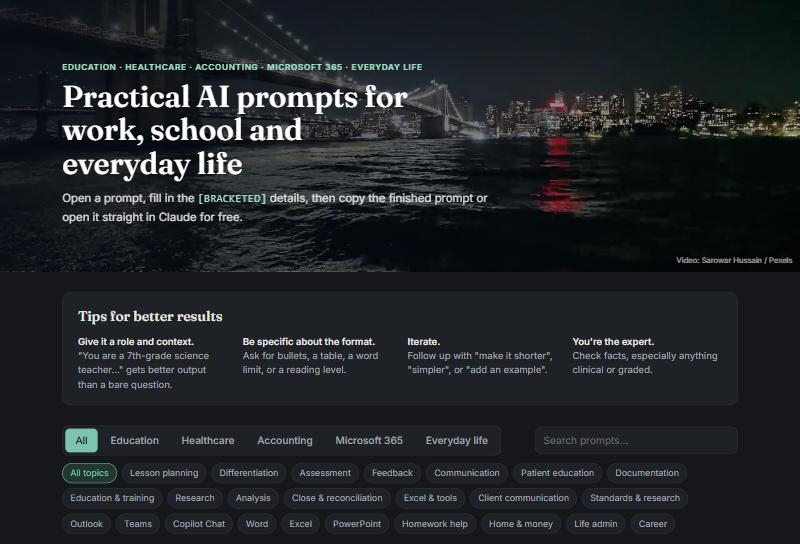 EDUCATION · HEALTHCARE · ACCOUNTING · MICROSOFT 365 · EVERYDAY LIFE
Practical AI prompts for
work, school and
everyday life
Open a prompt, fill in the [BRACKETED] details, then copy the finished prompt or
open it straight in Claude for free.
Video: Sarowar Hussain / Pexels
Tips for better results
Give it a role and context.
"You are a 7th-grade science
teacher..." gets better output
than a bare question.
Be specific about the format.
Ask for bullets, a table, a word
limit, or a reading level.
Iterate.
Follow up with "make it shorter",
"simpler", or "add an example".
You're the expert.
Check facts, especially anything
clinical or graded.
All Education Healthcare Accounting Microsoft 365 Everyday life Search prompts...
All topics Lesson planning Differentiation Assessment Feedback Communication Patient education Documentation
Education & training Research Analysis Close & reconciliation Excel & tools Client communication Standards & research
Outlook Teams Copilot Chat Word Excel PowerPoint Homework help Home & money Life admin Career